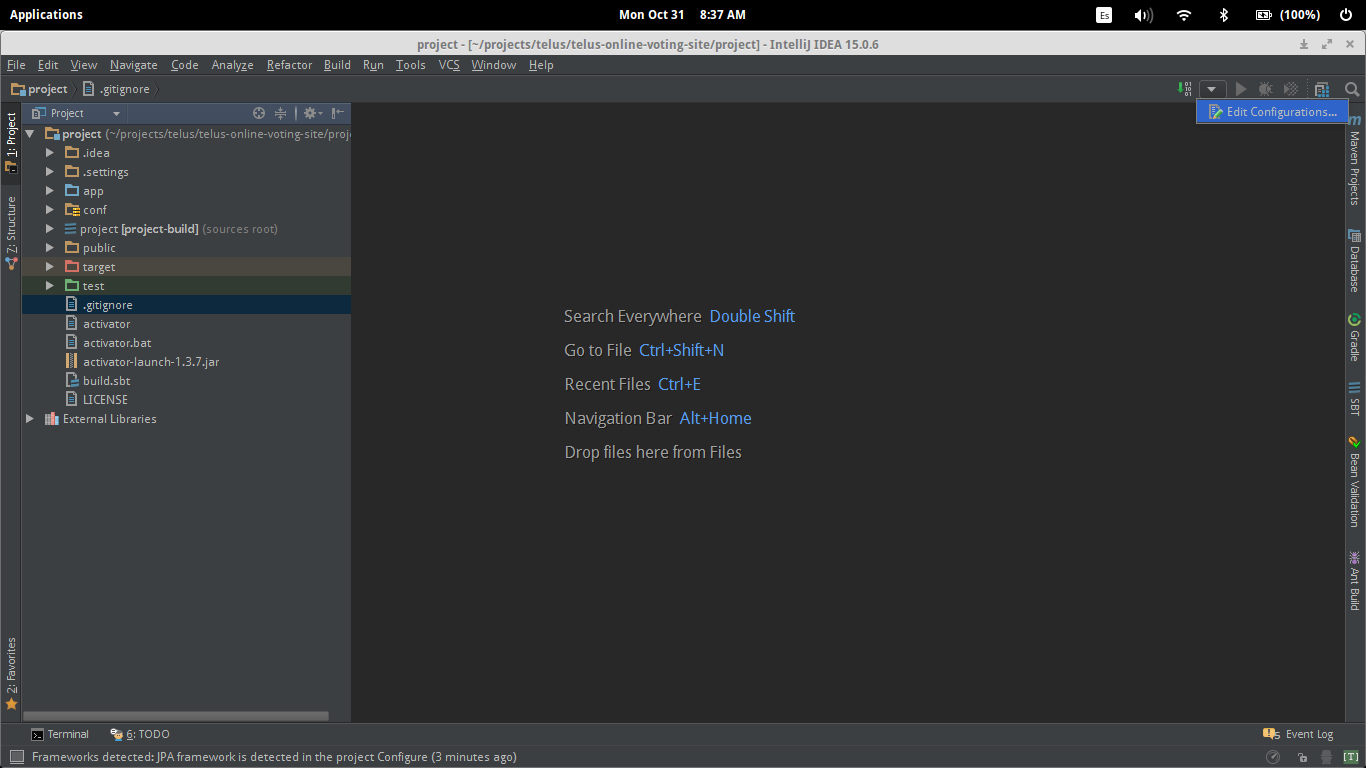 Applications
Mon Oct 31 8:37 AM
Es
(100%)
project - [~/projects/telus/telus-online-voting-site/project] - IntelliJ IDEA 15.0.6
File Edit View Navigate Code Analyze Refactor Build Run Tools VCS Window Help
project .gitignore
Edit Configurations...
Project
project (~/projects/telus/telus-online-voting-site/proj
.idea
.settings
app
conf
project [project-build] (sources root)
public
target
test
.gitignore
activator
activator.bat
activator-launch-1.3.7.jar
build.sbt
LICENSE
External Libraries
1: Project
7: Structure
2: Favorites
Search Everywhere Double Shift
Go to File Ctrl+Shift+N
Recent Files Ctrl+E
Navigation Bar Alt+Home
Drop files here from Files
Maven Projects
Database
Gradle
SBT
Bean Validation
Ant Build
Terminal
6: TODO
Event Log
Frameworks detected: JPA framework is detected in the project Configure (3 minutes ago)
[T]